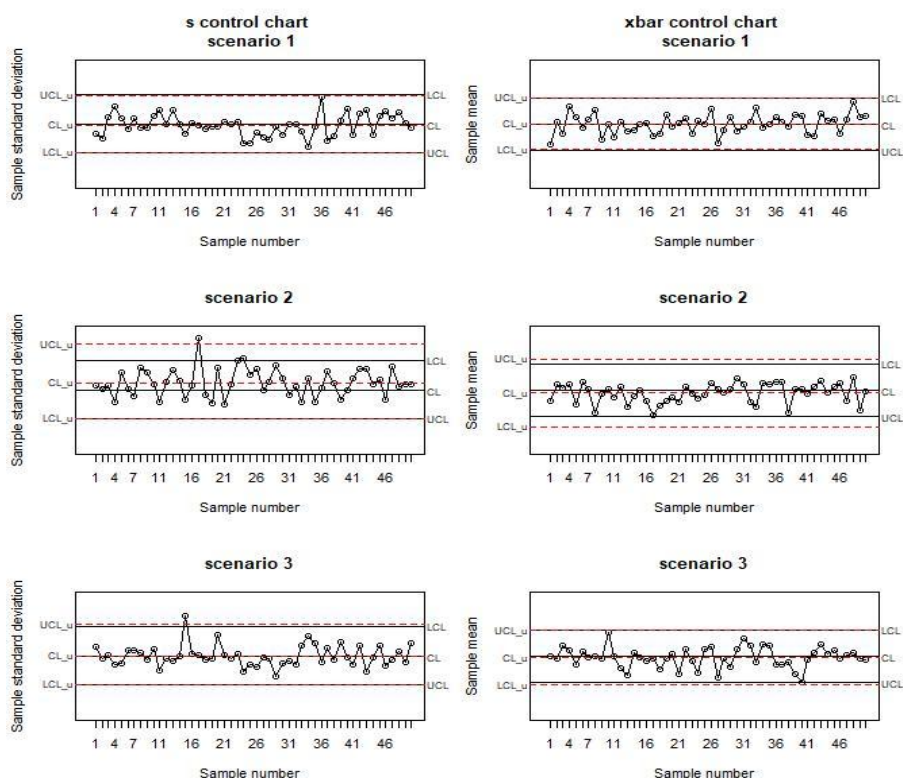 s control chart
scenario 1
Sample standard deviation
UCL_u
CL_u
LCL_u
LCL
CL
UCL
1 4 7 11 16 21 26 31 36 41 46
Sample number
xbar control chart
scenario 1
Sample mean
UCL_u
CL_u
LCL_u
LCL
CL
UCL
1 4 7 11 16 21 26 31 36 41 46
Sample number
scenario 2
Sample standard deviation
UCL_u
CL_u
LCL_u
LCL
CL
UCL
1 4 7 11 16 21 26 31 36 41 46
Sample number
scenario 2
Sample mean
UCL_u
CL_u
LCL_u
LCL
CL
UCL
1 4 7 11 16 21 26 31 36 41 46
Sample number
scenario 3
Sample standard deviation
UCL_u
CL_u
LCL_u
LCL
CL
UCL
1 4 7 11 16 21 26 31 36 41 46
Sample number
scenario 3
Sample mean
UCL_u
CL_u
LCL_u
LCL
CL
UCL
1 4 7 11 16 21 26 31 36 41 46
Sample number